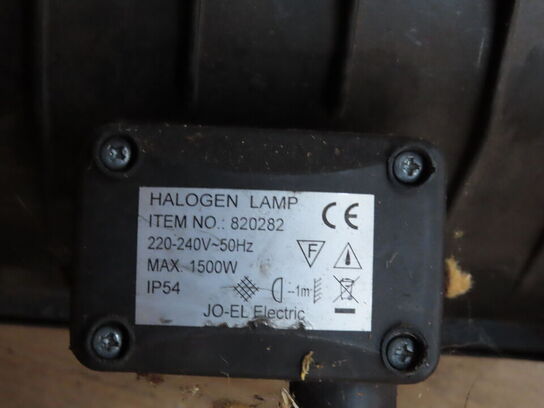 HALOGEN LAMP
ITEM NO.: 820282 CE
220-240V~50Hz F
MAX. 1500W
IP54 --1m
JO-EL Electric